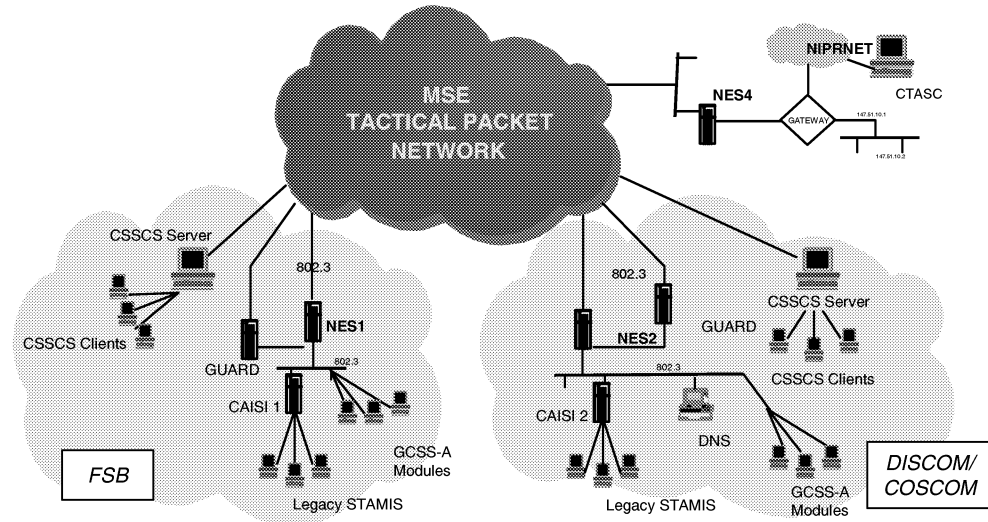 MSE
TACTICAL PACKET
NETWORK
NIPRNET
CTASC
NES4
GATEWAY
147.51.10.1
147.51.10.2
CSSCS Server
CSSCS Clients
802.3
NES1
GUARD
802.3
CAISI 1
GCSS-A
Modules
Legacy STAMIS
FSB
802.3
GUARD
NES2
CSSCS Server
CSSCS Clients
802.3
CAISI 2
DNS
GCSS-A
Modules
Legacy STAMIS
DISCOM/
COSCOM